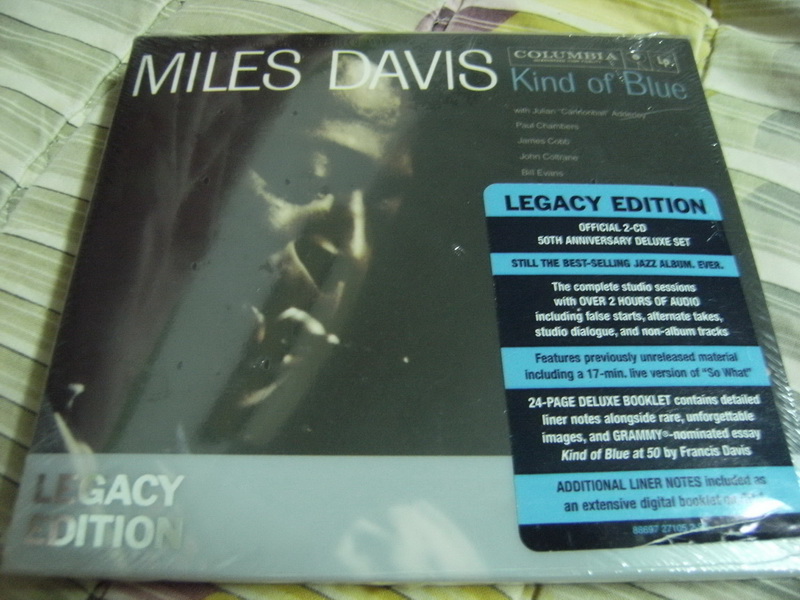 MILES DAVIS
COLUMBIA
Kind of Blue
with Julian "Cannonball" Adderley
Paul Chambers
James Cobb
John Coltrane
Bill Evans
LEGACY EDITION
OFFICIAL 2-CD
50TH ANNIVERSARY DELUXE SET
STILL THE BEST-SELLING JAZZ ALBUM. EVER.
The complete studio sessions
with OVER 2 HOURS OF AUDIO
including false starts, alternate takes,
studio dialogue, and non-album tracks
Features previously unreleased material
including a 17-min. live version of "So What"
24-PAGE DELUXE BOOKLET contains detailed
liner notes alongside rare, unforgettable
images, and GRAMMY®-nominated essay
Kind of Blue at 50 by Francis Davis
ADDITIONAL LINER NOTES included as
an extensive digital booklet
88697 27105
LEGACY
EDITION